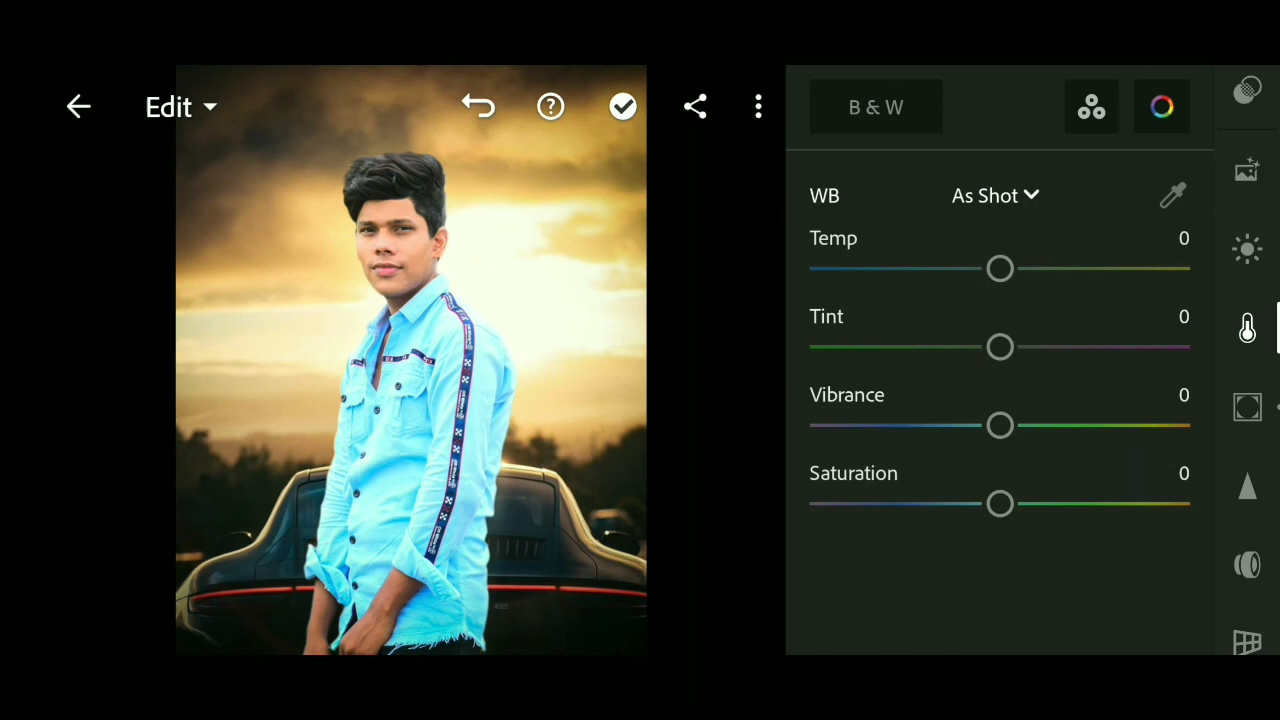 Edit
B & W
WB As Shot
Temp 0
Tint 0
Vibrance 0
Saturation 0